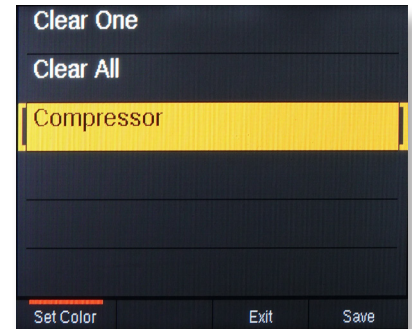 Clear One
Clear All
Compressor
Set Color Exit Save